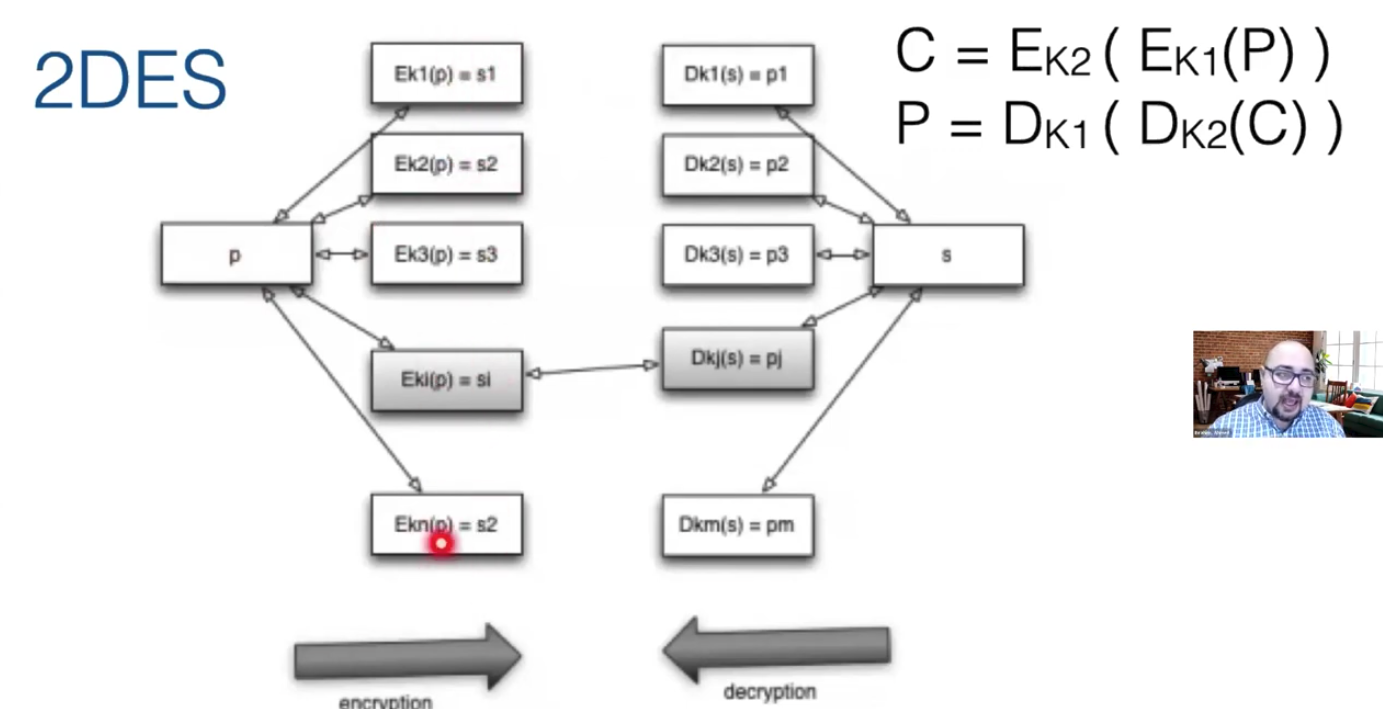 2DES
C = EK2 ( EK1(P) )
P = DK1 ( DK2(C) )
Ek1(p) = s1
Dk1(s) = p1
Ek2(p) = s2
Dk2(s) = p2
p
Ek3(p) = s3
Dk3(s) = p3
s
Eki(p) = si
Dkj(s) = pj
Ekn(p) = s2
Dkm(s) = pm
encryption
decryption